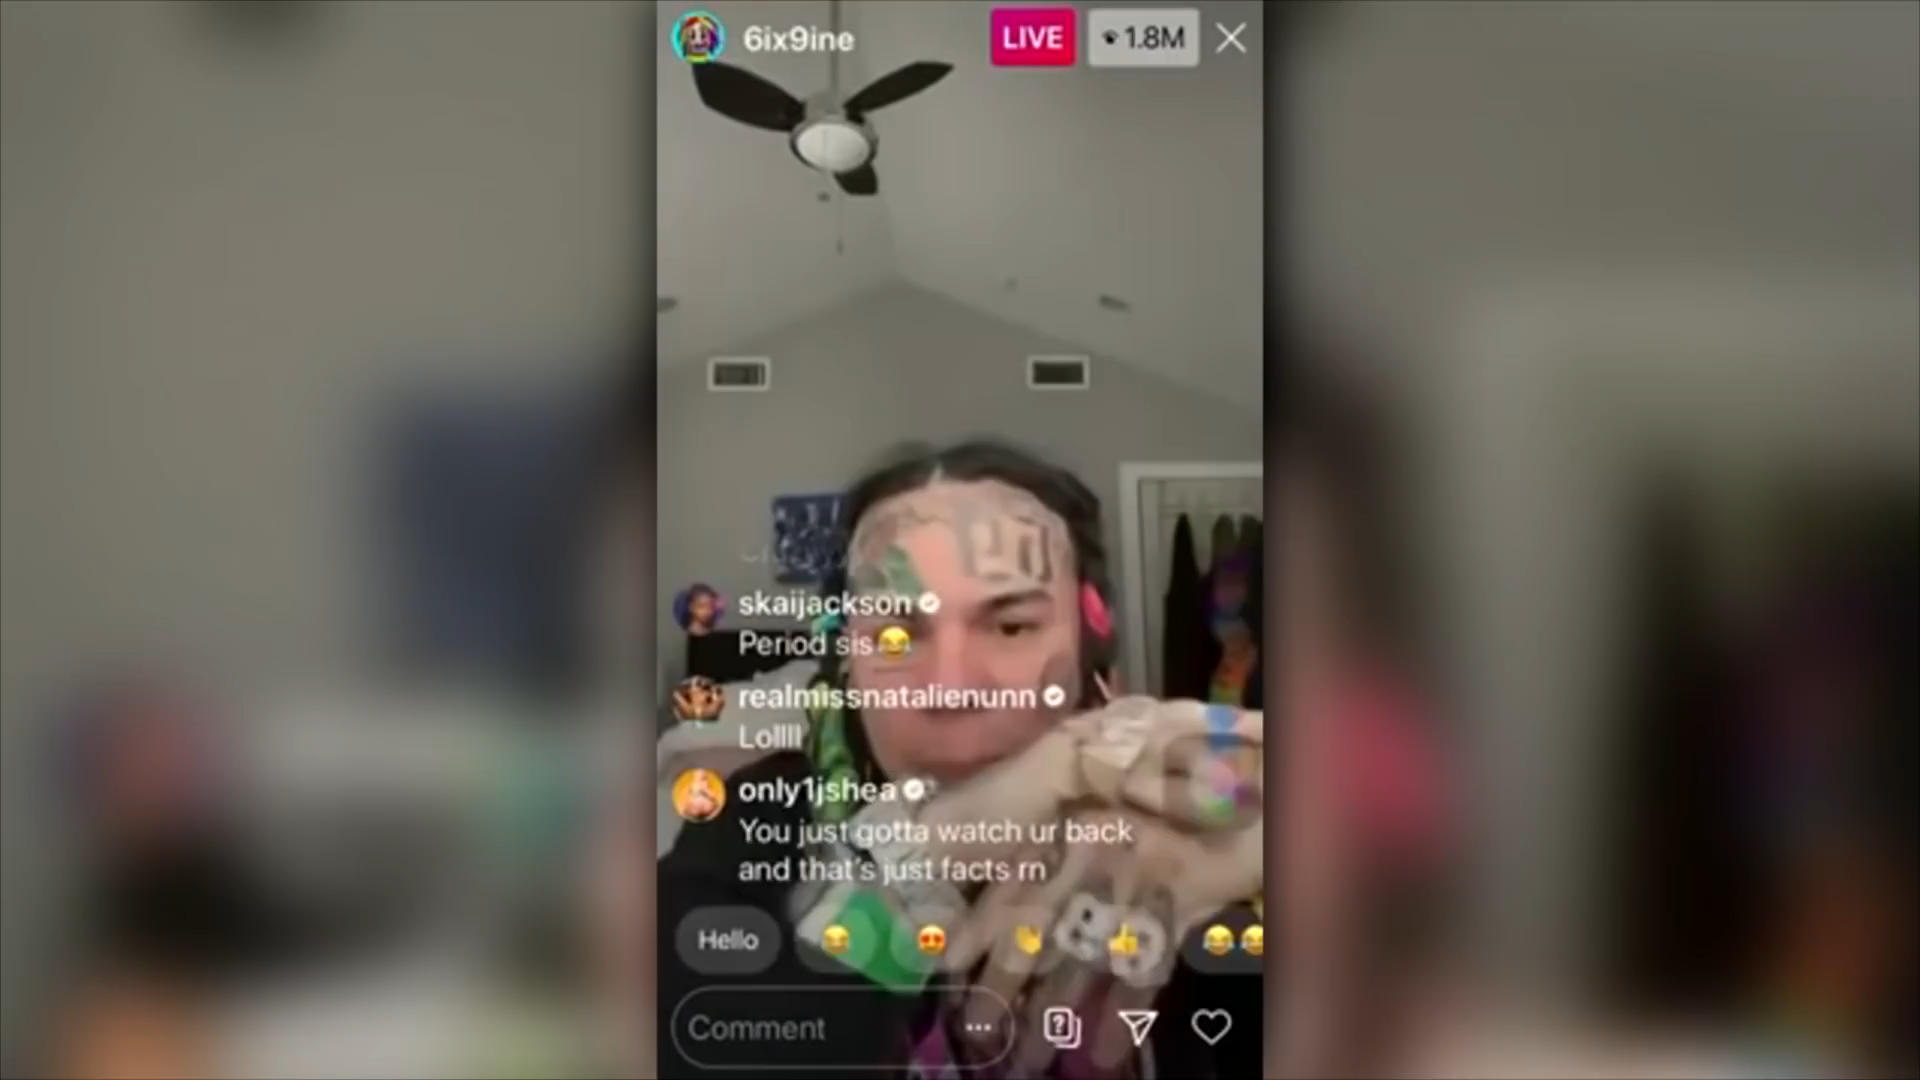 6ix9ine
LIVE
1.8M
skaijackson
Period sis😂
realmissnatalienunn
Lollll
only1jshea
You just gotta watch ur back
and that's just facts rn
Hello
Comment